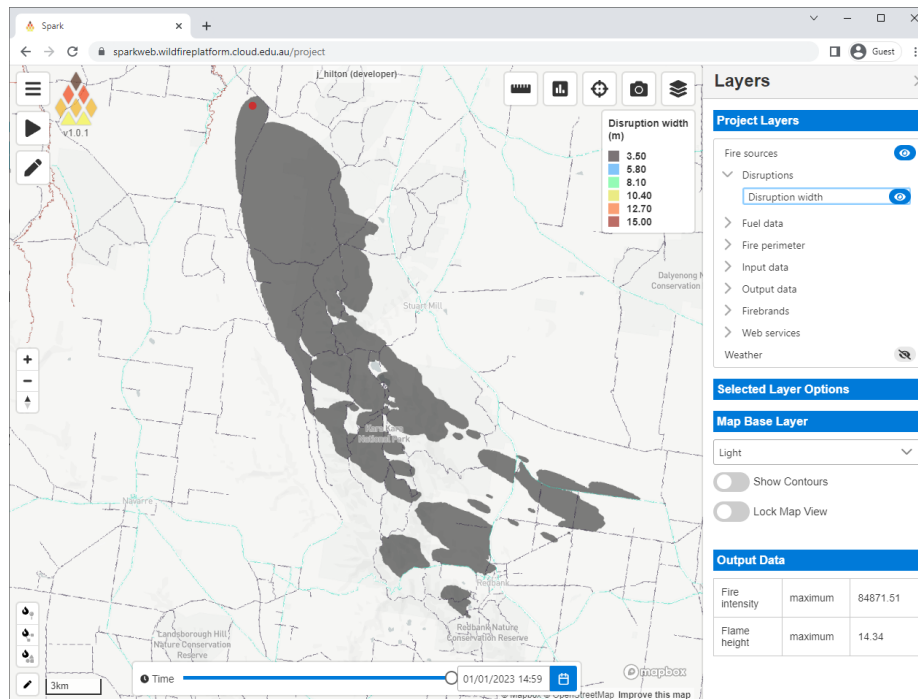 Spark
sparkweb.wildfireplatform.cloud.edu.au/project
Guest
j_hilton (developer)
v1.0.1
Disruption width
(m)
3.50
5.80
8.10
10.40
12.70
15.00
Dalyenong N
Conservation
Stuart Mill
Kara Kara
National Park
Navarre
Redbank
Redbank Nature
Conservation Reserve
Landsborough Hill
Nature Conservation
Reserve
3km
Time
01/01/2023 14:59
mapbox
© Mapbox © OpenStreetMap Improve this map
Layers
Project Layers
Fire sources
Disruptions
Disruption width
Fuel data
Fire perimeter
Input data
Output data
Firebrands
Web services
Weather
Selected Layer Options
Map Base Layer
Light
Show Contours
Lock Map View
Output Data
Fire intensity maximum 84871.51
Flame height maximum 14.34